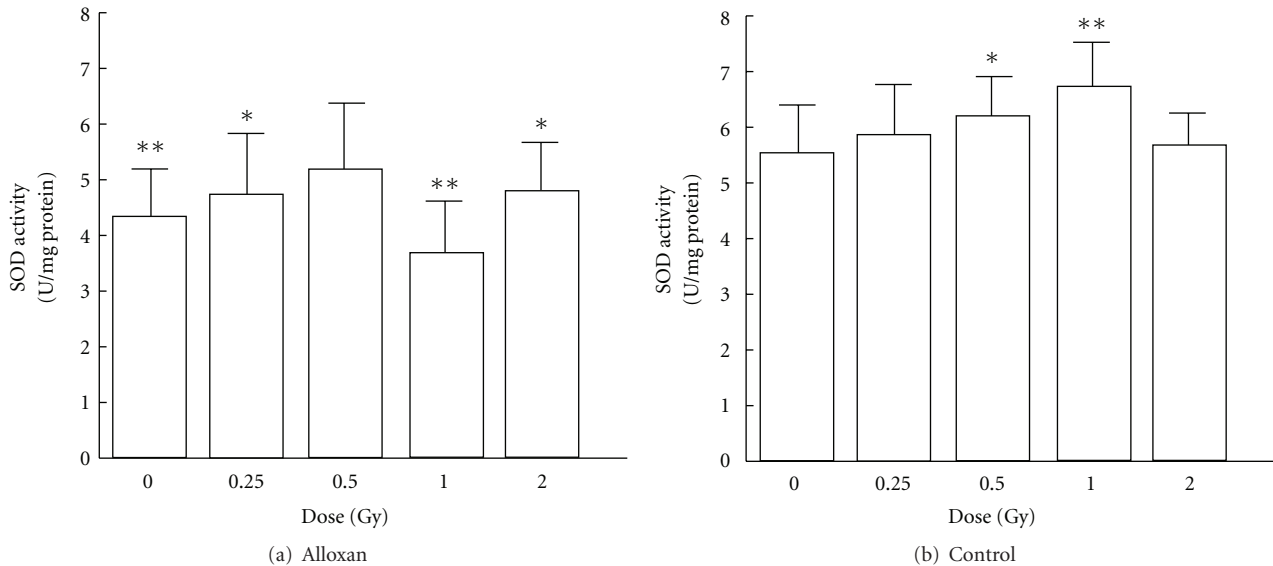 8
7
6
5
4
3
2
1
0
SOD activity
(U/mg protein)
**
*
**
*
0 0.25 0.5 1 2
Dose (Gy)
(a) Alloxan
8
7
6
5
4
3
2
1
0
SOD activity
(U/mg protein)
*
**
0 0.25 0.5 1 2
Dose (Gy)
(b) Control